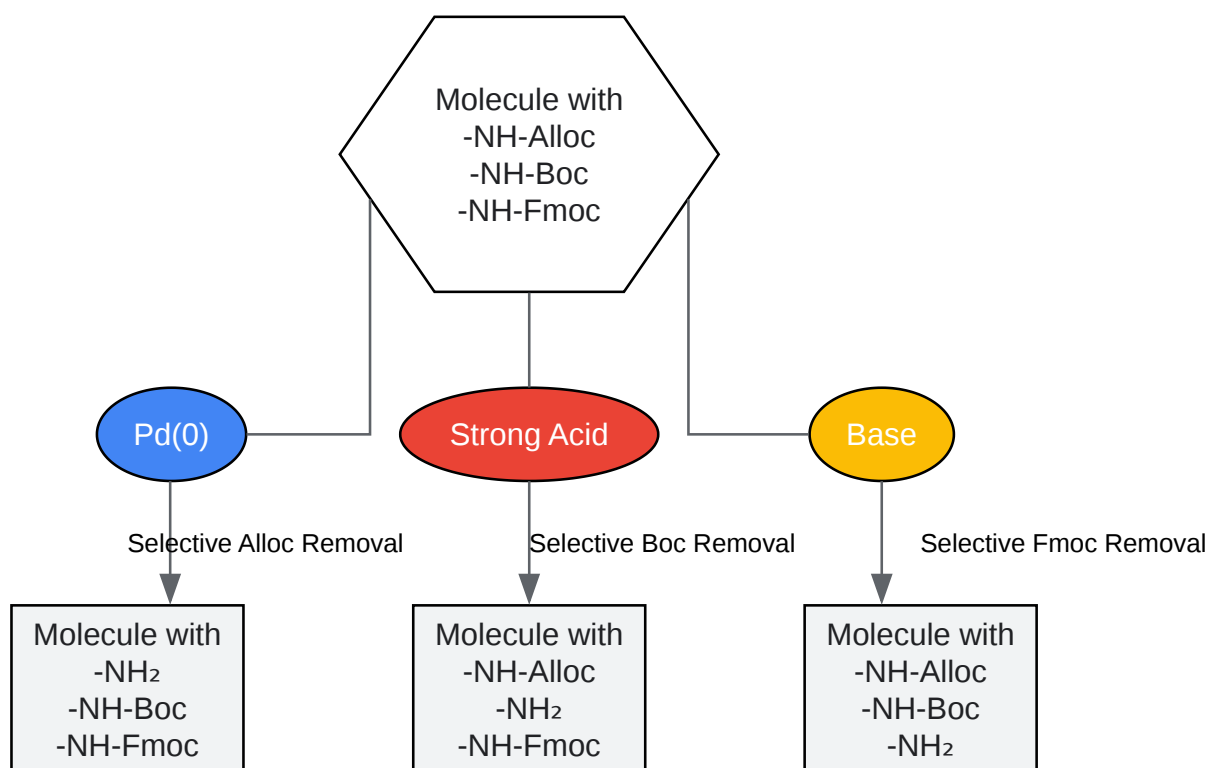 Molecule with
-NH-Alloc
-NH-Boc
-NH-Fmoc
Pd(0)
Strong Acid
Base
Selective Alloc Removal
Selective Boc Removal
Selective Fmoc Removal
Molecule with
-NH₂
-NH-Boc
-NH-Fmoc
Molecule with
-NH-Alloc
-NH₂
-NH-Fmoc
Molecule with
-NH-Alloc
-NH-Boc
-NH₂